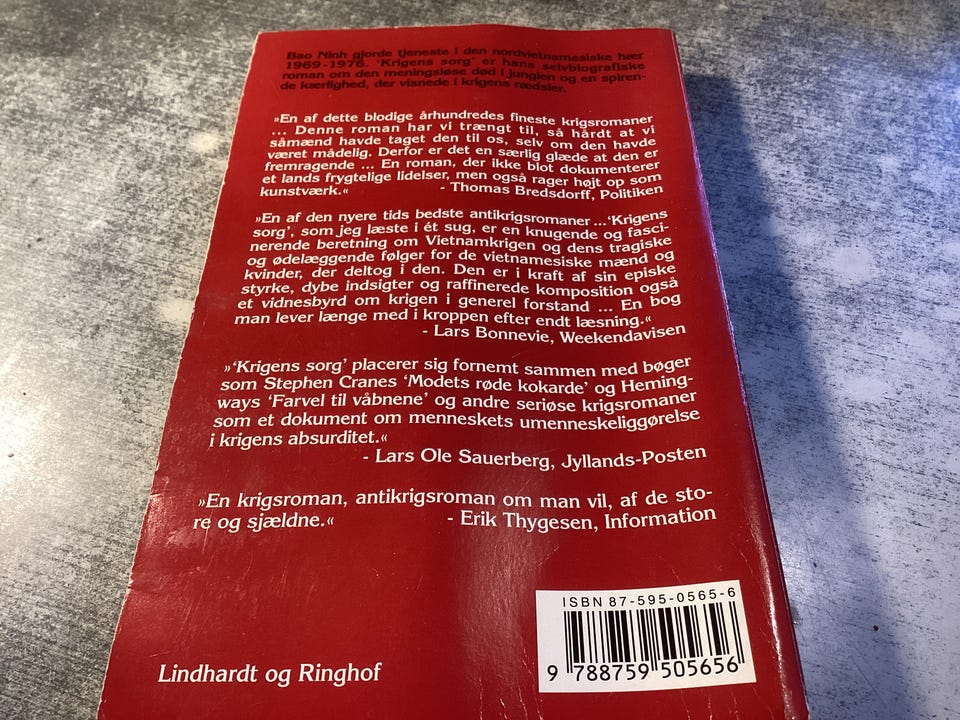 Bao Ninh gjorde tjeneste i den nordvietnamesiske hær
1969-1976. 'Krigens sorg' er hans selvbiografiske
roman om den meningsløse død i junglen og en spiren-
de kærlighed, der visnede i krigens rædsler.
»En af dette blodige århundredes fineste krigsromaner
... Denne roman har vi trængt til, så hårdt at vi
såmænd havde taget den til os, selv om den havde
været mådelig. Derfor er det en særlig glæde at den er
fremragende ... En roman, der ikke blot dokumenterer
et lands frygtelige lidelser, men også rager højt op som
kunstværk.« - Thomas Bredsdorff, Politiken
»En af den nyere tids bedste antikrigsromaner ... 'Krigens
sorg', som jeg læste i ét sug, er en knugende og fasci-
nerende beretning om Vietnamkrigen og dens tragiske
og ødelæggende følger for de vietnamesiske mænd og
kvinder, der deltog i den. Den er i kraft af sin episke
styrke, dybe indsigter og raffinerede komposition også
et vidnesbyrd om krigen i generel forstand ... En bog
man lever længe med i kroppen efter endt læsning.«
- Lars Bonnevie, Weekendavisen
»'Krigens sorg' placerer sig fornemt sammen med bøger
som Stephen Cranes 'Modets røde kokarde' og Heming-
ways 'Farvel til våbnene' og andre seriøse krigsromaner
som et dokument om menneskets umenneskeliggørelse
i krigens absurditet.«
- Lars Ole Sauerberg, Jyllands-Posten
»En krigsroman, antikrigsroman om man vil, af de sto-
re og sjældne.« - Erik Thygesen, Information
ISBN 87-595-0565-6
9 788759 505656
Lindhardt og Ringhof